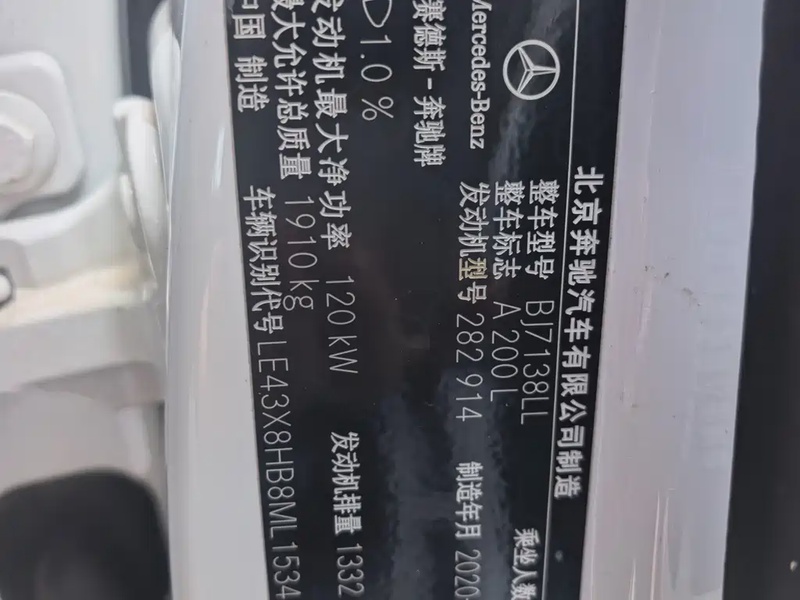 北京奔驰汽车有限公司制造
Mercedes-Benz
整车型号 BJ7138LL
乘坐人数
整车标志 A 200 L
发动机型号 282 914
制造年月 2020-
赛德斯-奔驰牌
1.0 %
发动机最大净功率 120 kW
发动机排量 1332
最大允许总质量 1910 kg
中国 制造
车辆识别代号 LE43X8HB8ML1534